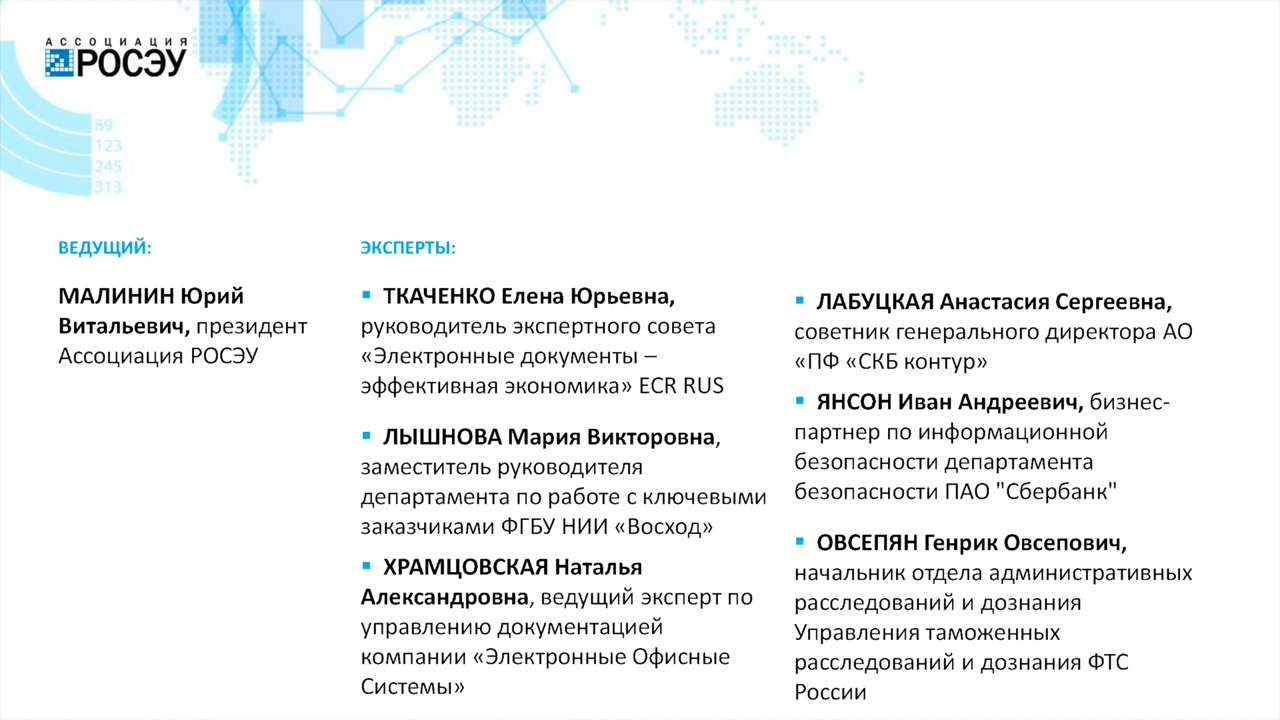 АССОЦИАЦИЯ
РОСЭУ
89
123
245
313
ВЕДУЩИЙ:
МАЛИНИН Юрий
Витальевич, президент
Ассоциация РОСЭУ
ЭКСПЕРТЫ:
▪ ТКАЧЕНКО Елена Юрьевна,
руководитель экспертного совета
«Электронные документы –
эффективная экономика» ECR RUS
▪ ЛЫШНОВА Мария Викторовна,
заместитель руководителя
департамента по работе с ключевыми
заказчиками ФГБУ НИИ «Восход»
▪ ХРАМЦОВСКАЯ Наталья
Александровна, ведущий эксперт по
управлению документацией
компании «Электронные Офисные
Системы»
▪ ЛАБУЦКАЯ Анастасия Сергеевна,
советник генерального директора АО
«ПФ «СКБ контур»
▪ ЯНСОН Иван Андреевич, бизнес-
партнер по информационной
безопасности департамента
безопасности ПАО "Сбербанк"
▪ ОВСЕПЯН Генрик Овсепович,
начальник отдела административных
расследований и дознания
Управления таможенных
расследований и дознания ФТС
России